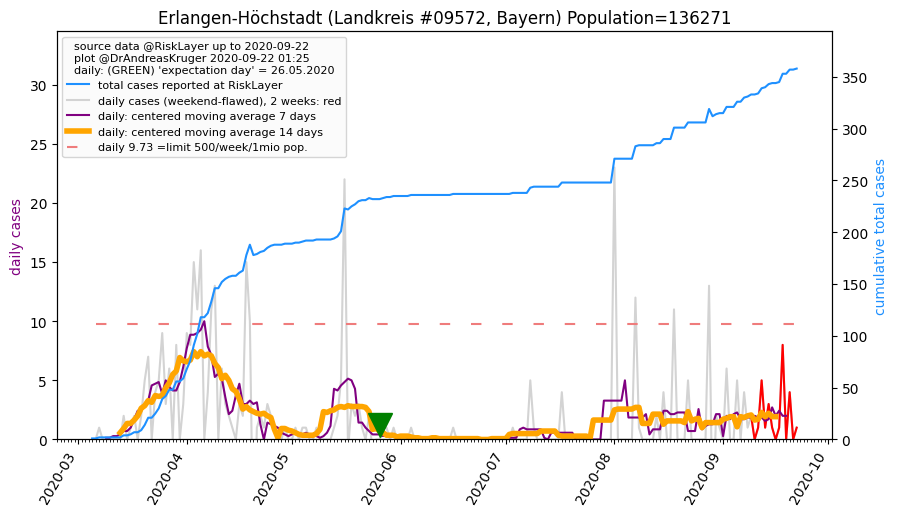 Erlangen-Höchstadt (Landkreis #09572, Bayern) Population=136271
source data @RiskLayer up to 2020-09-22
plot @DrAndreasKruger 2020-09-22 01:25
daily: (GREEN) 'expectation day' = 26.05.2020
total cases reported at RiskLayer
daily cases (weekend-flawed), 2 weeks: red
daily: centered moving average 7 days
daily: centered moving average 14 days
daily 9.73 =limit 500/week/1mio pop.
daily cases
30
25
20
15
10
5
0
cumulative total cases
350
300
250
200
150
100
50
0
2020-03
2020-04
2020-05
2020-06
2020-07
2020-08
2020-09
2020-10